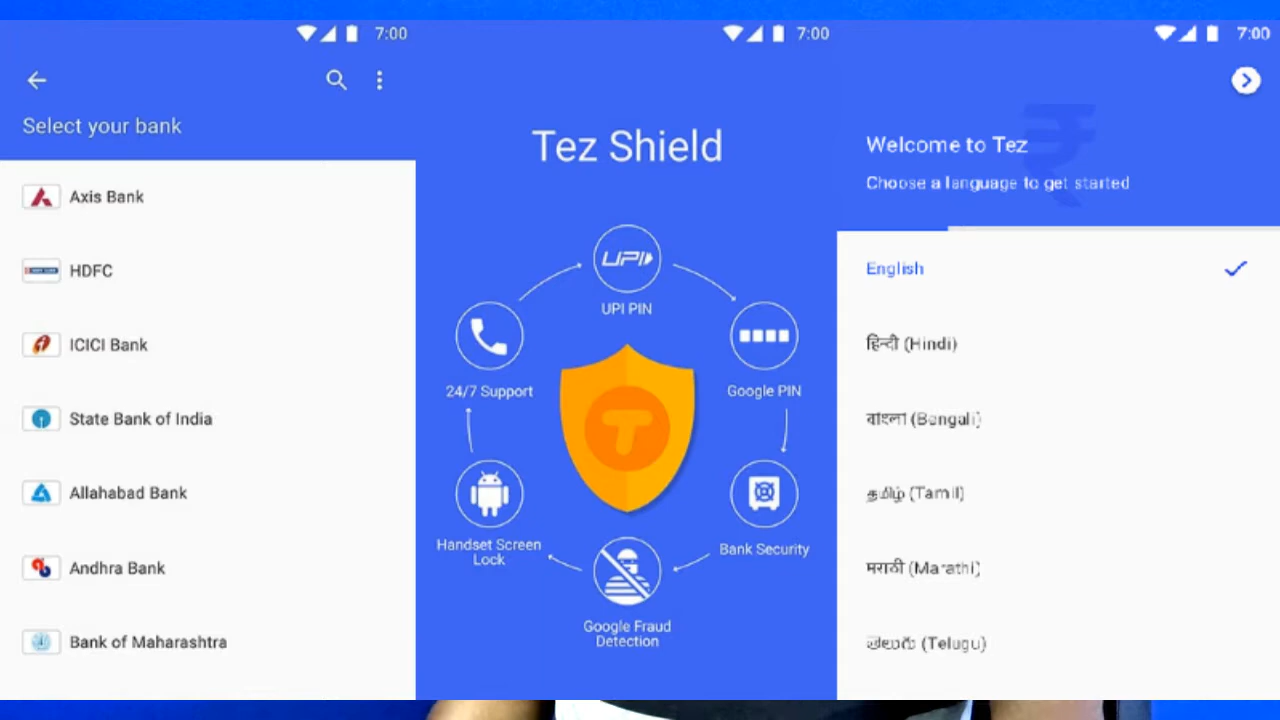 7:00
Select your bank
Axis Bank
HDFC
ICICI Bank
State Bank of India
Allahabad Bank
Andhra Bank
Bank of Maharashtra
7:00
Tez Shield
UPI
UPI PIN
24/7 Support
Google PIN
T
Handset Screen
Lock
Bank Security
Google Fraud
Detection
7:00
₹
Welcome to Tez
Choose a language to get started
English
हिन्दी (Hindi)
বাংলা (Bengali)
தமிழ் (Tamil)
मराठी (Marathi)
తెలుగు (Telugu)